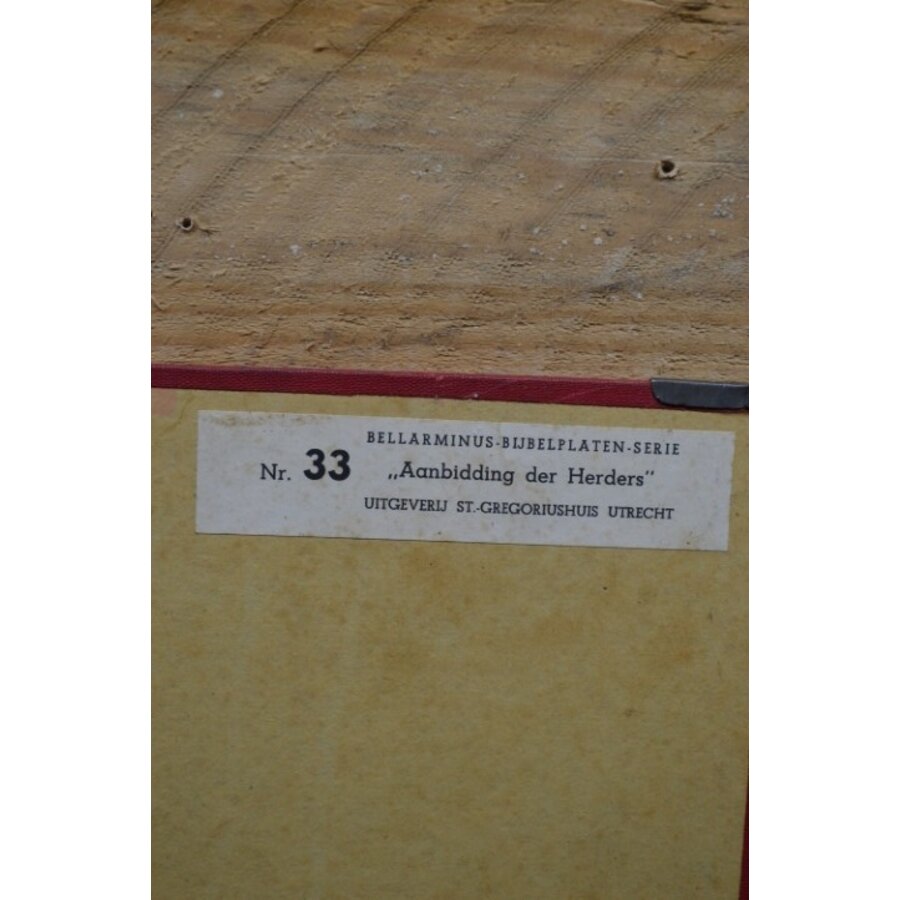 BELLARMINUS-BIJBELPLATEN-SERIE
Nr. 33 „Aanbidding der Herders"
UITGEVERIJ ST.-GREGORIUSHUIS UTRECHT